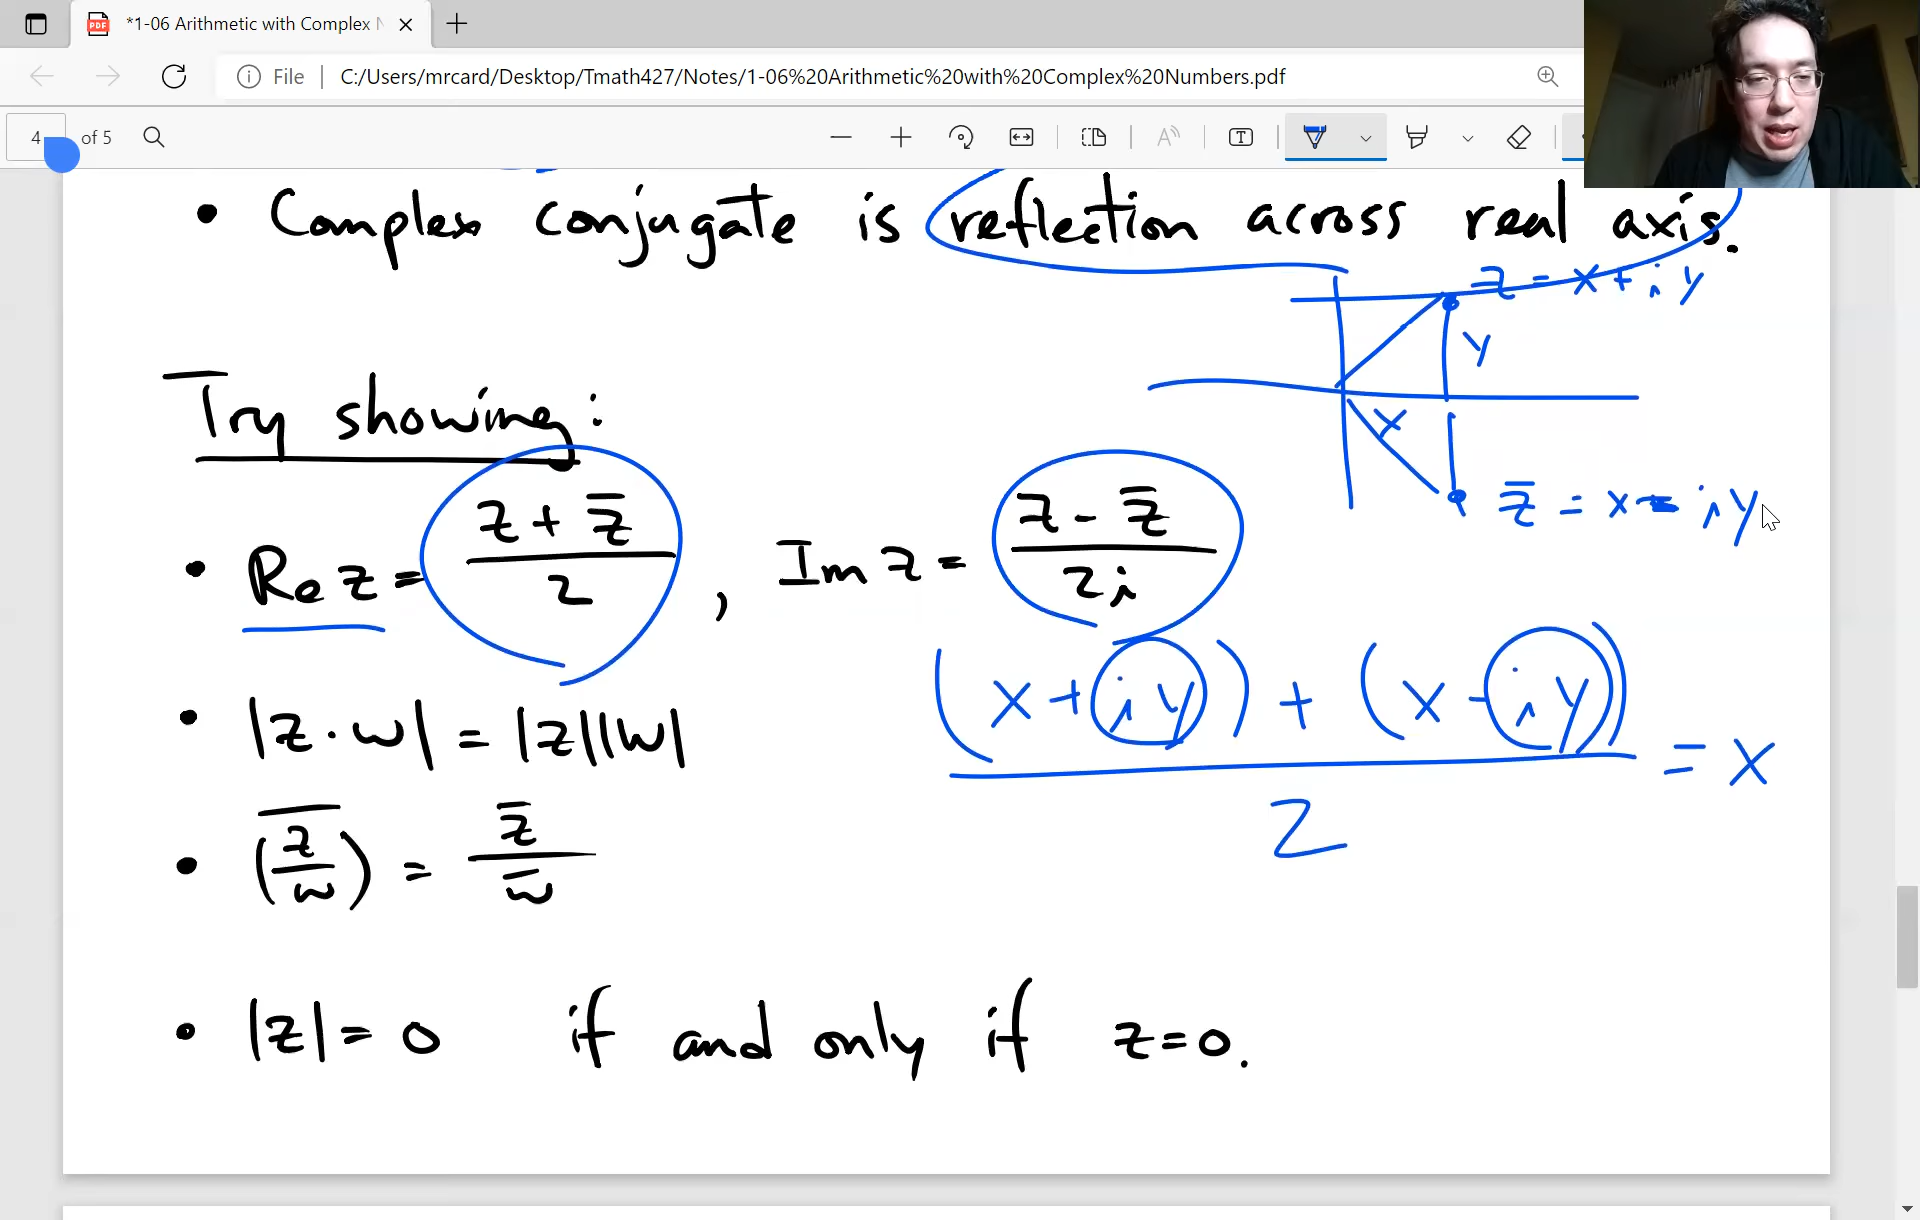 *1-06 Arithmetic with Complex N
File | C:/Users/mrcard/Desktop/Tmath427/Notes/1-06%20Arithmetic%20with%20Complex%20Numbers.pdf
4 of 5
• Complex conjugate is reflection across real axis.
z = x + iy
y
x
z̄ = x - iy
Try showing:
• Re z = (z + z̄)/2 , Im z = (z - z̄)/2i
((x + iy) + (x - iy))/2 = x
• |z · w| = |z||w|
• \overline{(z/w)} = z̄/w̄
• |z| = 0 if and only if z = 0.